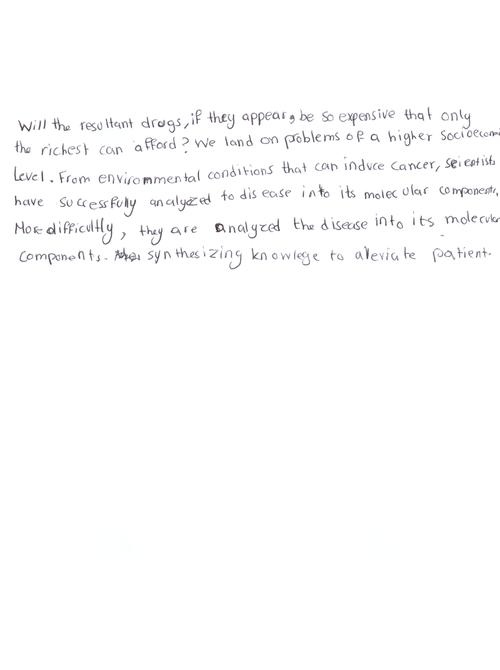 Will the resultant drugs, if they appear, be so expensive that only
the richest can afford? We land on problems of a higher socioeconomi
Level. From environmental conditions that can induce cancer, scientists
have successfully analyzed to disease into its molecular components.
More difficultly, they are analyzed the disease into its molecular
components. synthesizing knowlege to aleviate patient.